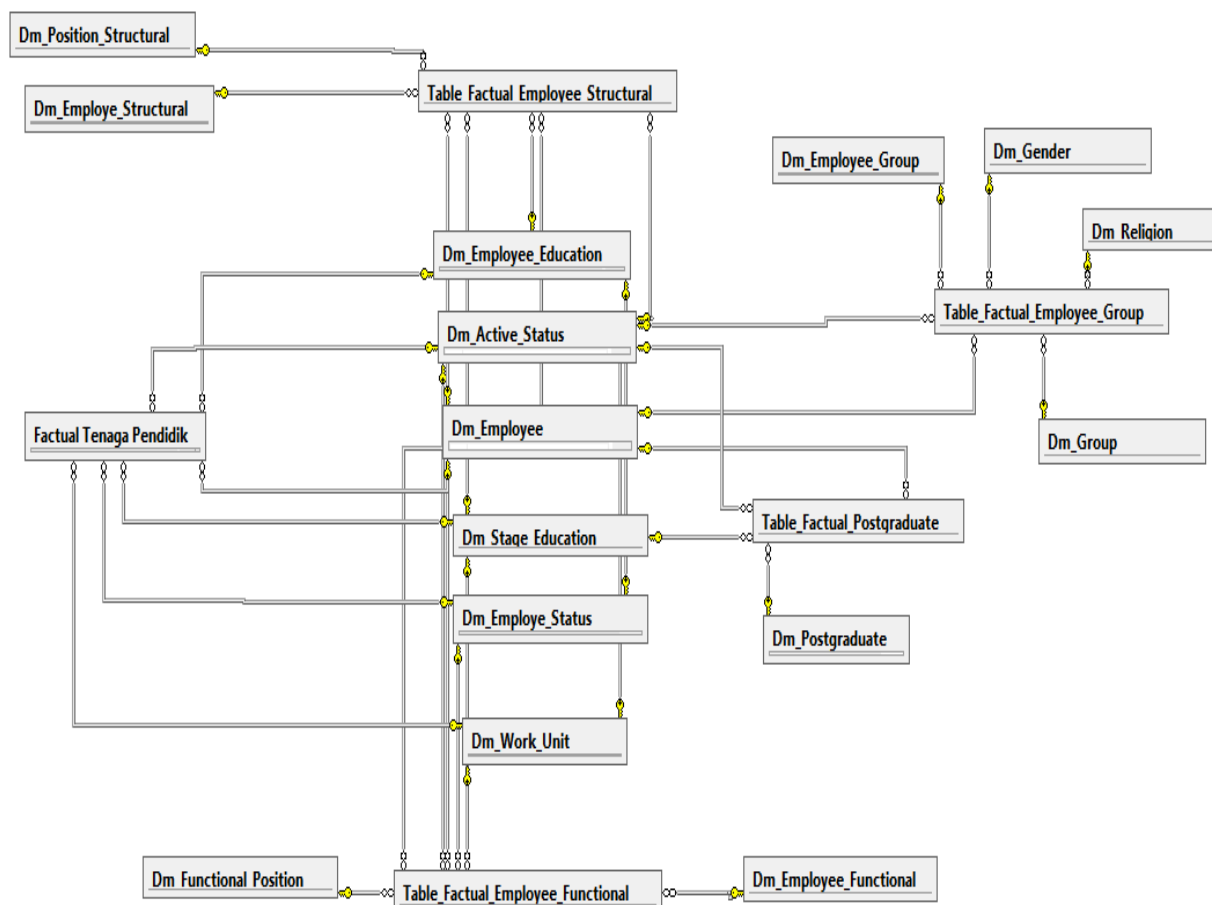 Dm_Position_Structural
Table_Factual_Employee_Structural
Dm_Employe_Structural
Dm_Gender
Dm_Employee_Group
Dm_Religion
Dm_Employee_Education
Table_Factual_Employee_Group
Dm_Active_Status
Dm_Employee
Factual Tenaga Pendidik
Dm_Group
Table_Factual_Postgraduate
Dm_Stage_Education
Dm_Employe_Status
Dm_Postgraduate
Dm_Work_Unit
Dm_Functional_Position
Table_Factual_Employee_Functional
Dm_Employee_Functional